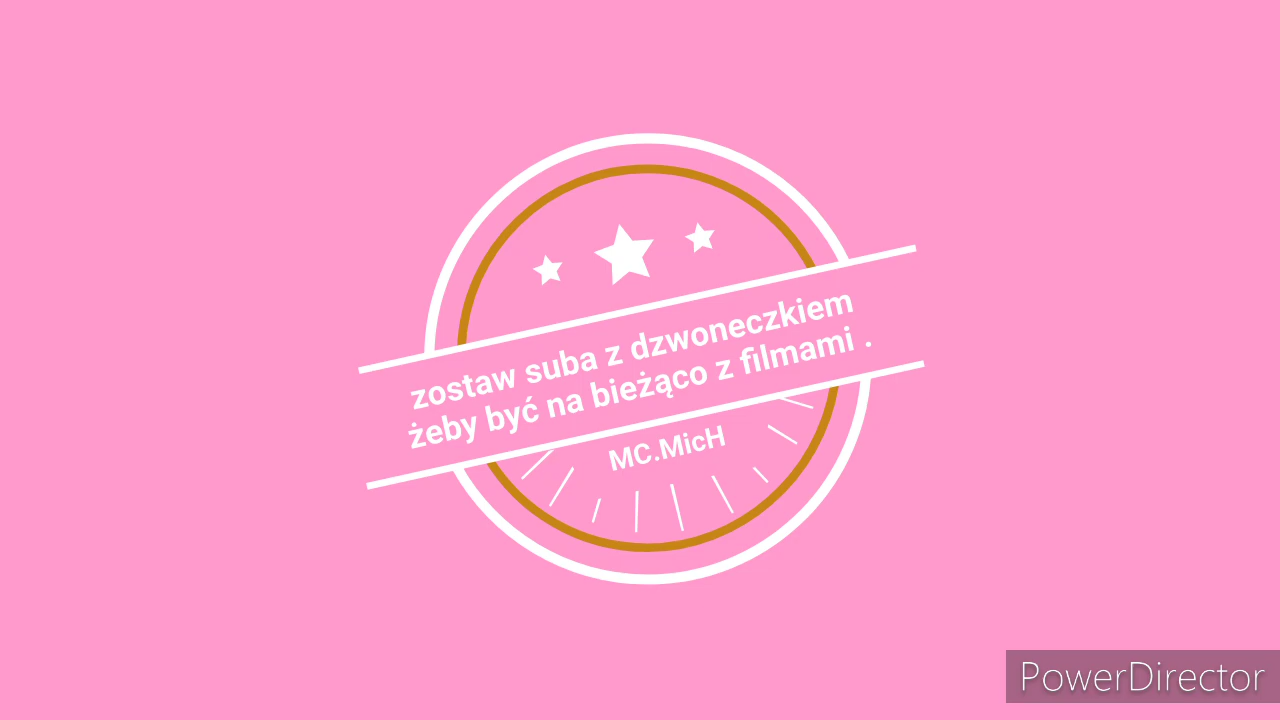 zostaw suba z dzwoneczkiem
żeby być na bieżąco z filmami .
MC.MicH
PowerDirector